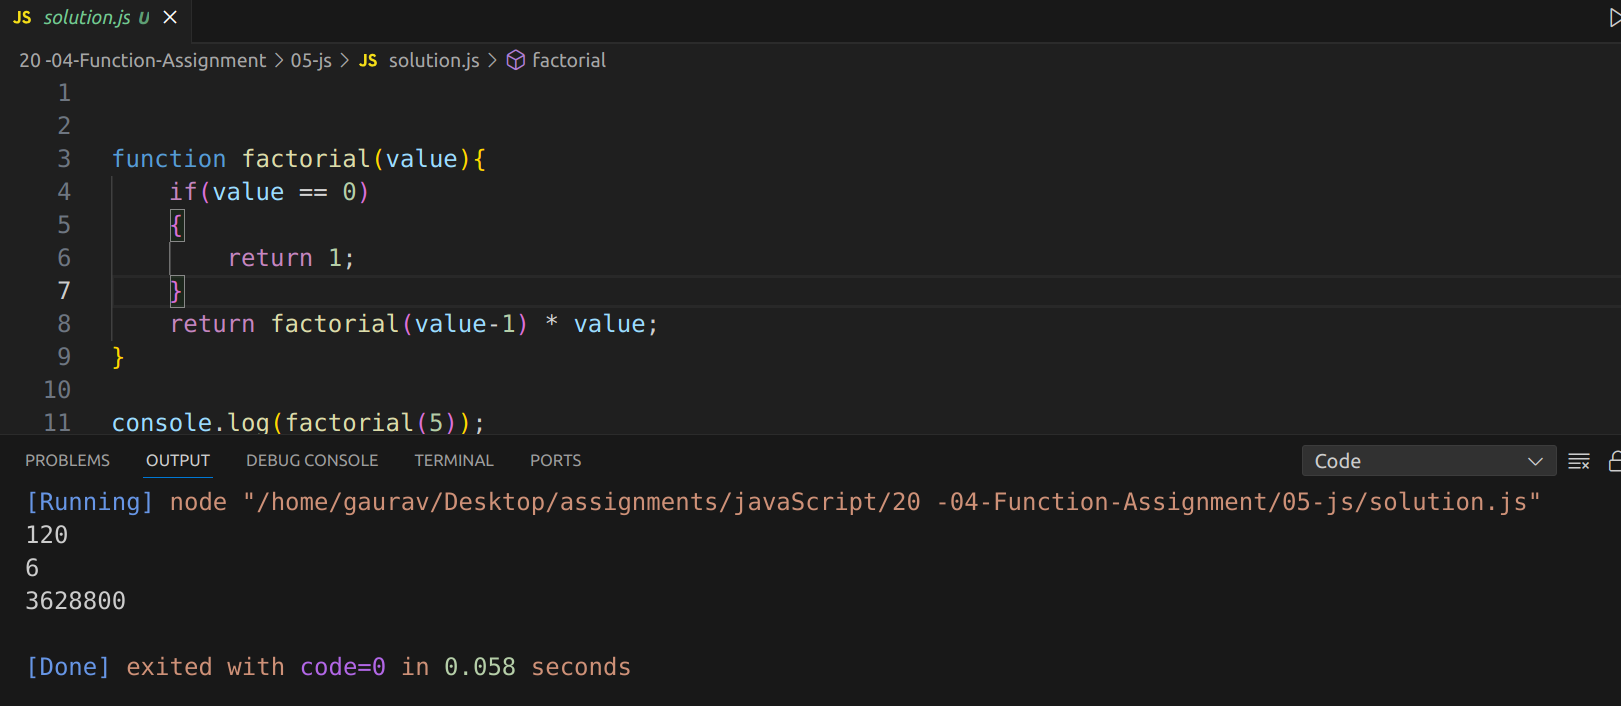 JS solution.js U ×
20 -04-Function-Assignment > 05-js > JS solution.js > factorial
1
2
3 function factorial(value){
4 if(value == 0)
5 {
6 return 1;
7 }
8 return factorial(value-1) * value;
9 }
10
11 console.log(factorial(5));
PROBLEMS OUTPUT DEBUG CONSOLE TERMINAL PORTS Code
[Running] node "/home/gaurav/Desktop/assignments/javaScript/20 -04-Function-Assignment/05-js/solution.js"
120
6
3628800
[Done] exited with code=0 in 0.058 seconds